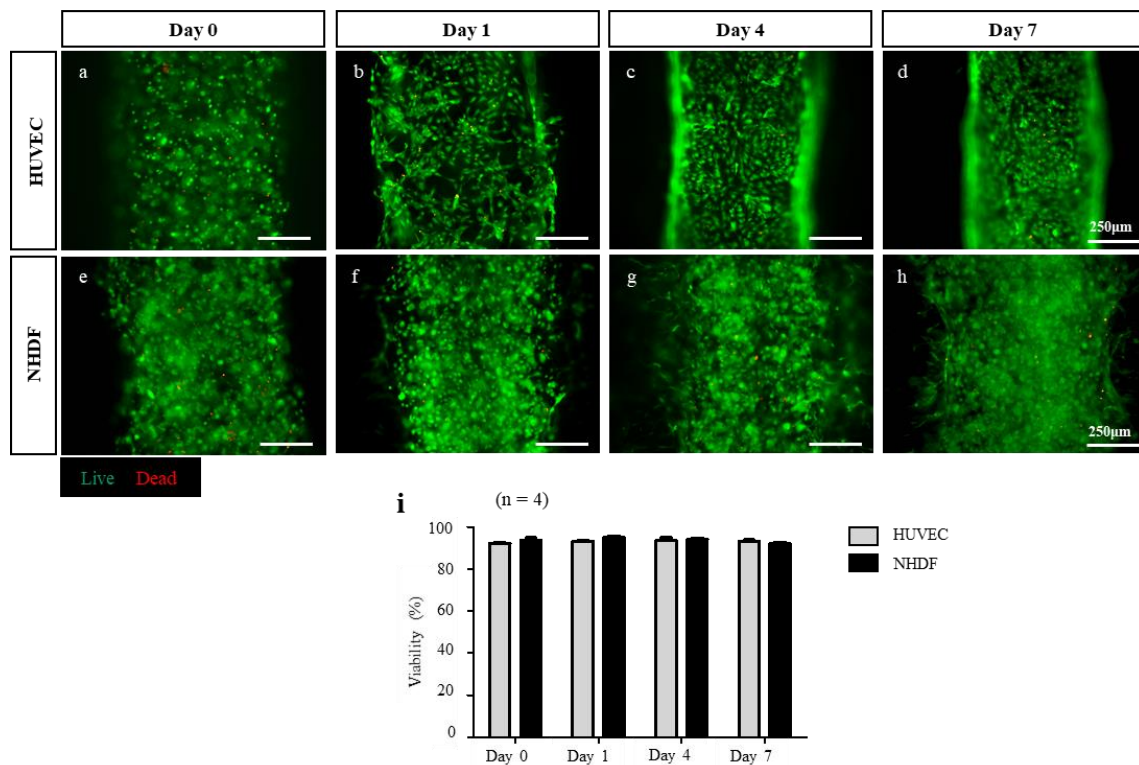 Day 0 Day 1 Day 4 Day 7
HUVEC
a b c d
250μm
NHDF
e f g h
250μm
Live Dead
i (n = 4)
HUVEC
NHDF
Viability (%)
100
80
60
40
20
0
Day 0 Day 1 Day 4 Day 7